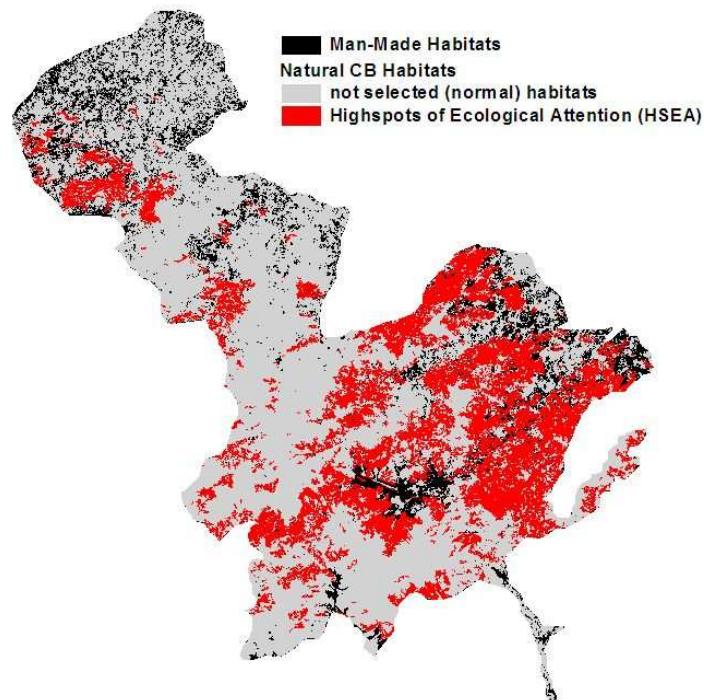 Man-Made Habitats
Natural CB Habitats
not selected (normal) habitats
Highspots of Ecological Attention (HSEA)